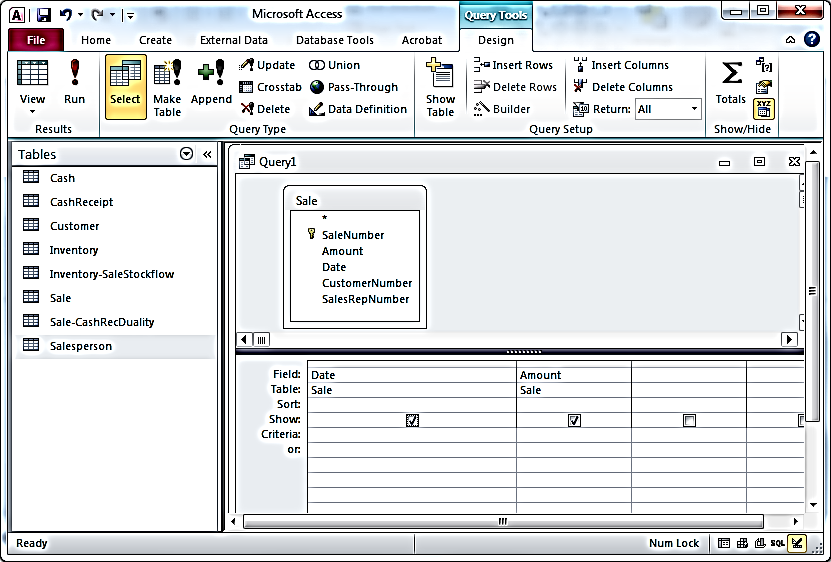 A Microsoft Access Query Tools
File Home Create External Data Database Tools Acrobat Design ?
View Run Select Make Table Append Update Union Show Table Insert Rows Insert Columns Totals
Crosstab Pass-Through Delete Rows Delete Columns
Delete Data Definition Builder Return: All XYZ
Results Query Type Query Setup Show/Hide
Tables «
Cash
CashReceipt
Customer
Inventory
Inventory-SaleStockflow
Sale
Sale-CashRecDuality
Salesperson
Query1
Sale
*
SaleNumber
Amount
Date
CustomerNumber
SalesRepNumber
Field: Date Amount
Table: Sale Sale
Sort:
Show:
Criteria:
or:
Ready Num Lock SQL